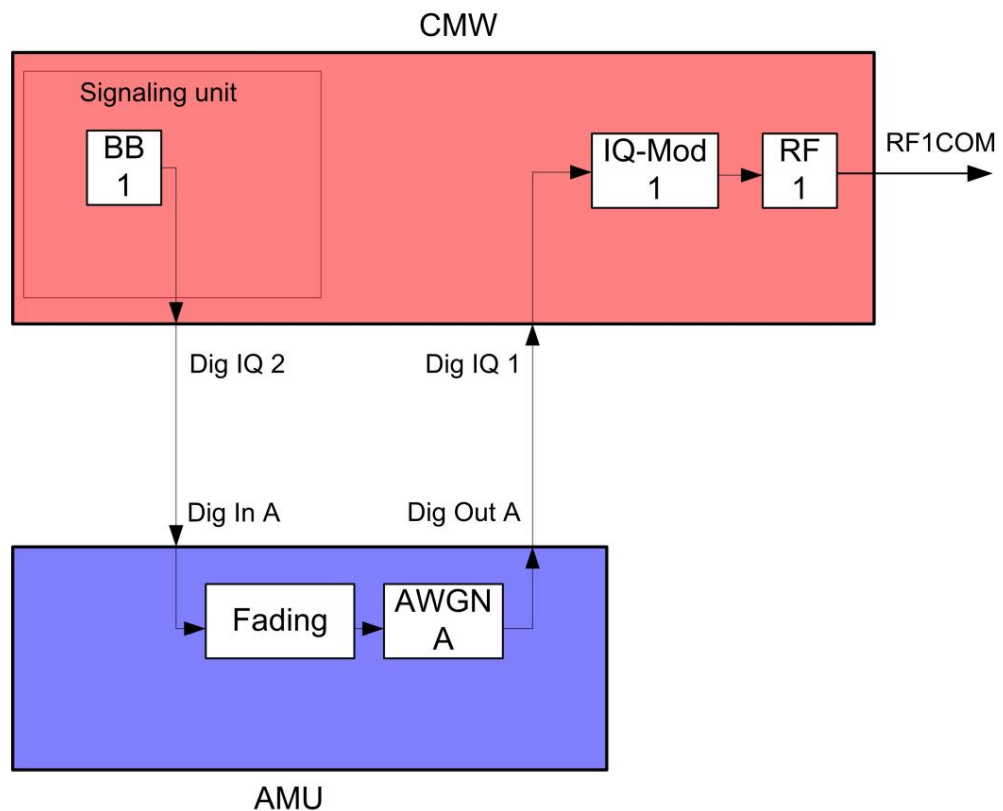 CMW
Signaling unit
BB
1
IQ-Mod
1
RF
1
RF1COM
Dig IQ 2
Dig IQ 1
Dig In A
Dig Out A
Fading
AWGN
A
AMU